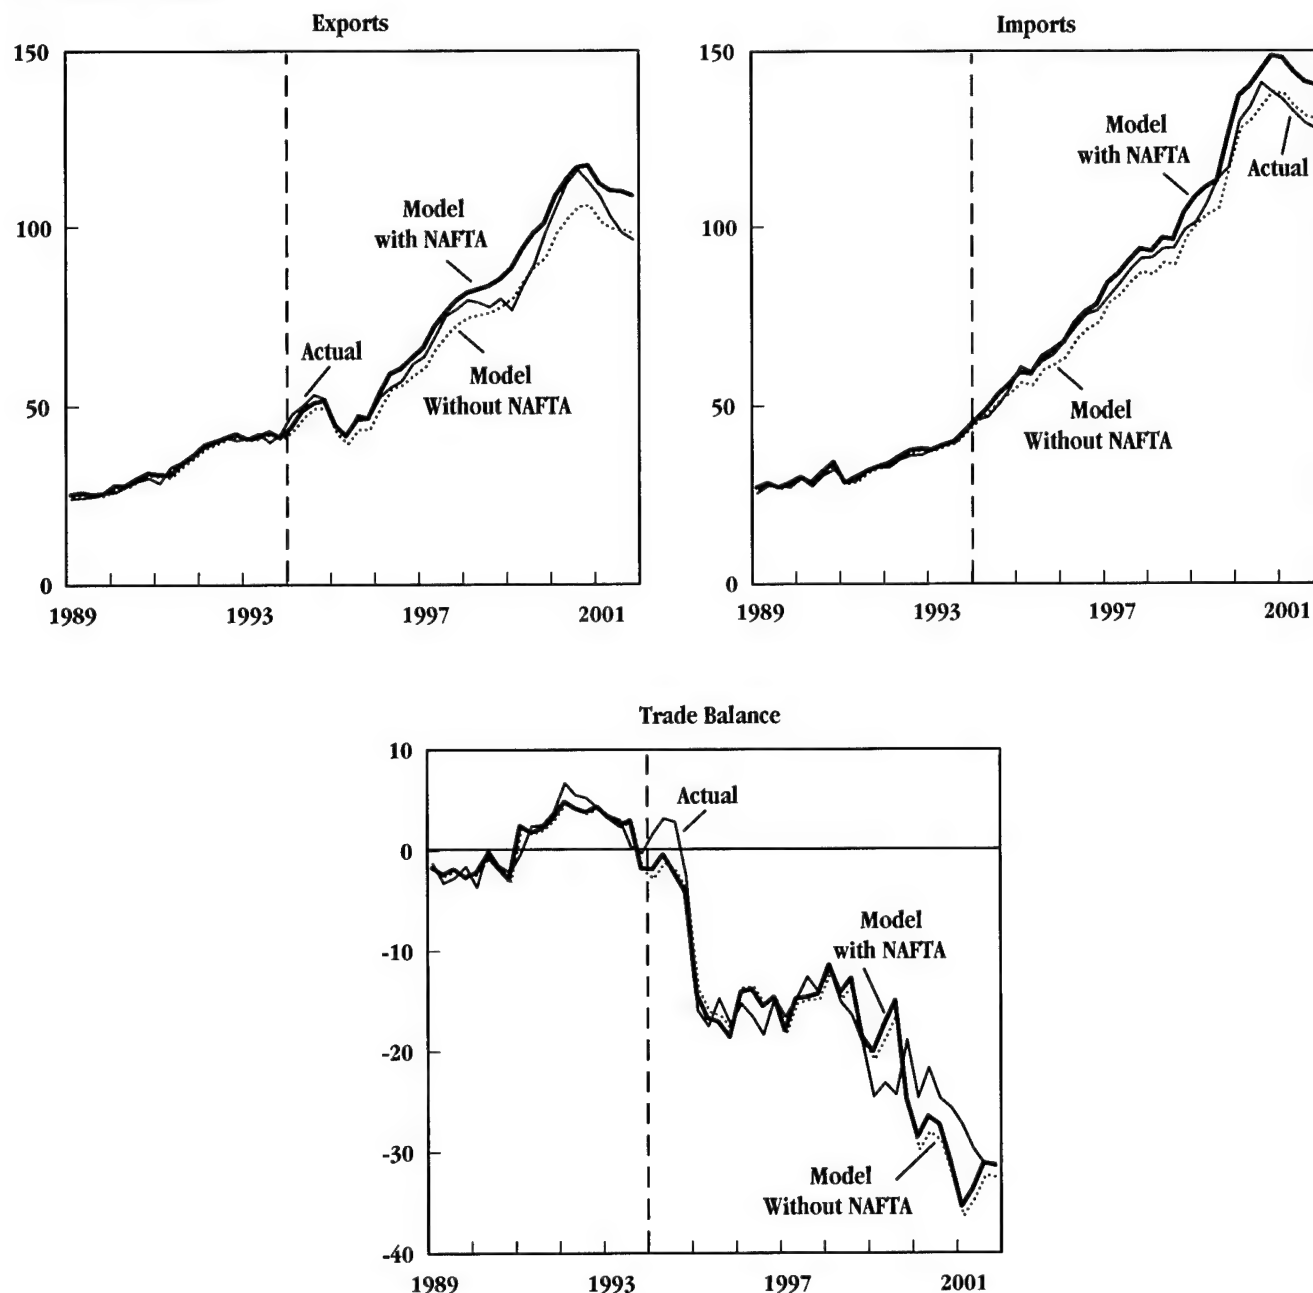 Exports
150
100
50
0
Model
with NAFTA
Actual
Model
Without NAFTA
1989
1993
1997
2001
Imports
150
100
50
0
Model
with NAFTA
Actual
Model
Without NAFTA
1989
1993
1997
2001
Trade Balance
10
0
-10
-20
-30
-40
Actual
Model
with NAFTA
Model
Without NAFTA
1989
1993
1997
2001